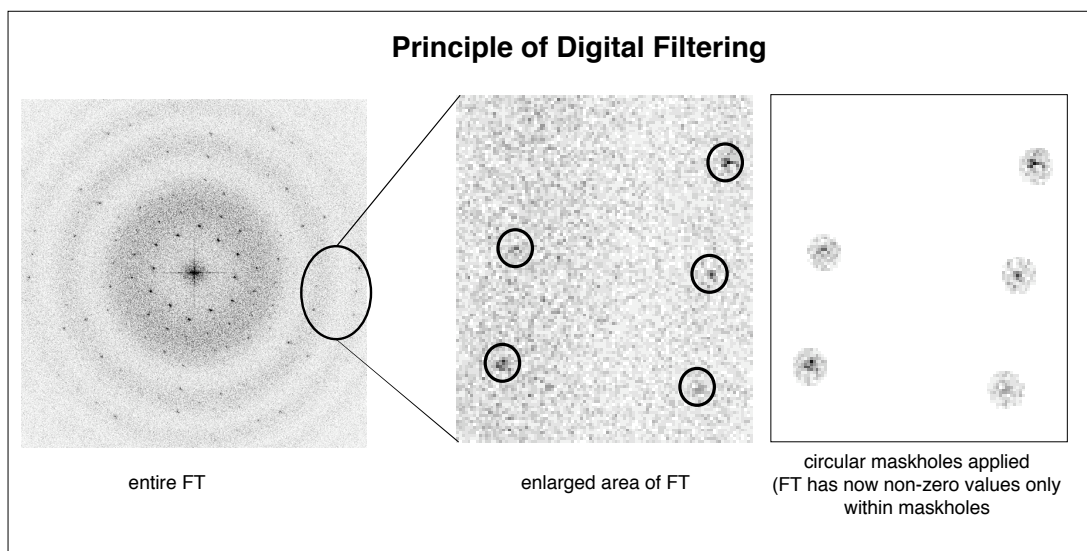 Principle of Digital Filtering
entire FT
enlarged area of FT
circular maskholes applied
(FT has now non-zero values only
within maskholes